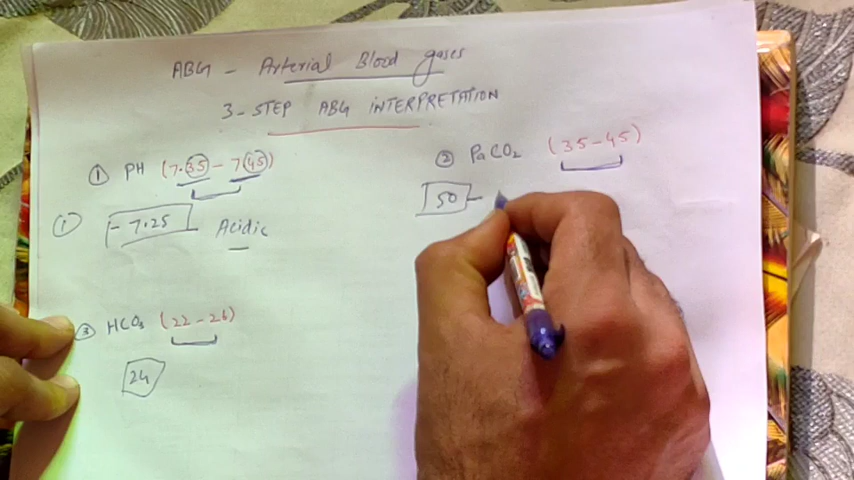 ABG - Arterial Blood gases
3-STEP ABG INTERPRETATION
① PH (7.35 - 7.45)
② PaCO₂ (35-45)
① - 7.25 - Acidic
50 -
③ HCO₃ (22-26)
24